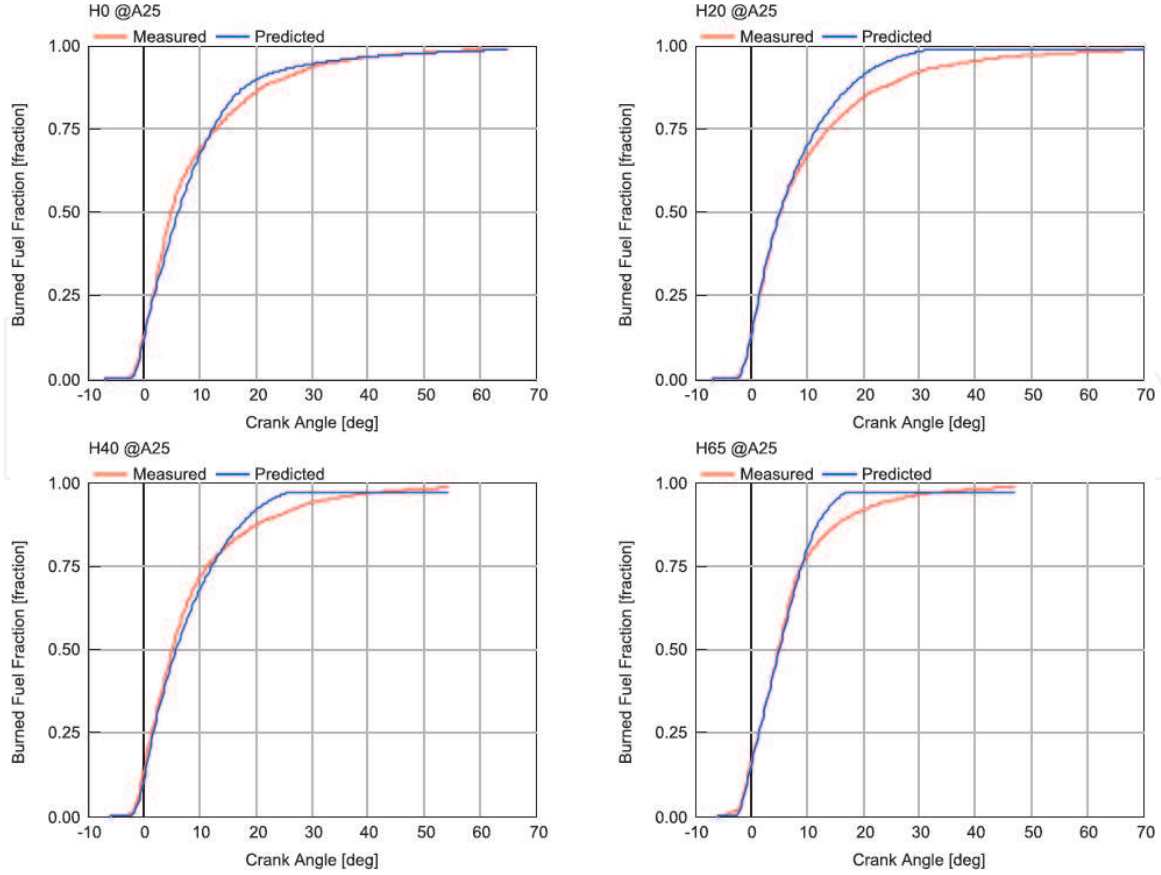 H0 @A25
Measured Predicted
1.00
0.75
0.50
0.25
0.00
Burned Fuel Fraction [fraction]
-10 0 10 20 30 40 50 60 70
Crank Angle [deg]
H20 @A25
Measured Predicted
1.00
0.75
0.50
0.25
0.00
Burned Fuel Fraction [fraction]
-10 0 10 20 30 40 50 60 70
Crank Angle [deg]
H40 @A25
Measured Predicted
1.00
0.75
0.50
0.25
0.00
Burned Fuel Fraction [fraction]
-10 0 10 20 30 40 50 60 70
Crank Angle [deg]
H65 @A25
Measured Predicted
1.00
0.75
0.50
0.25
0.00
Burned Fuel Fraction [fraction]
-10 0 10 20 30 40 50 60 70
Crank Angle [deg]